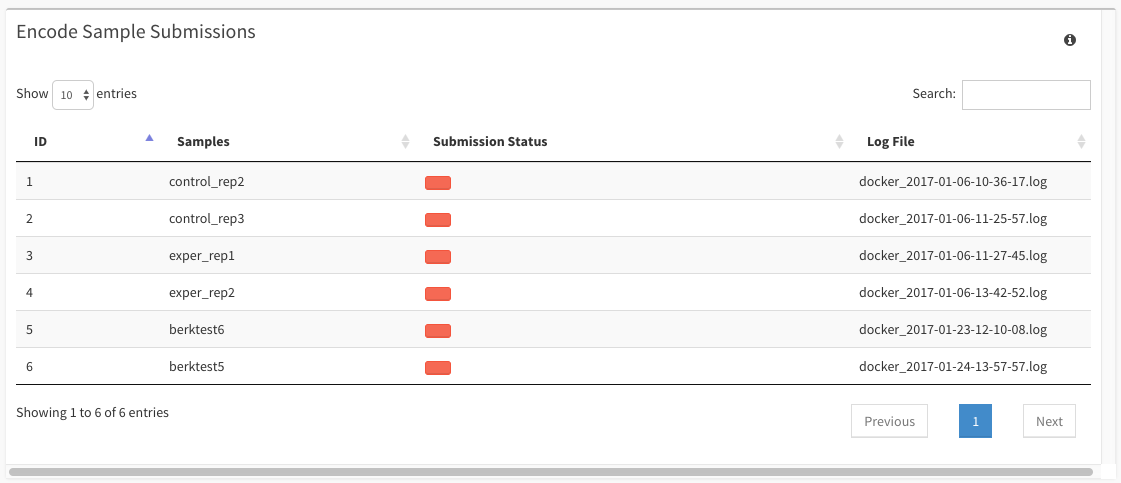 Encode Sample Submissions
Show 10 entries Search:
ID Samples Submission Status Log File
1 control_rep2 docker_2017-01-06-10-36-17.log
2 control_rep3 docker_2017-01-06-11-25-57.log
3 exper_rep1 docker_2017-01-06-11-27-45.log
4 exper_rep2 docker_2017-01-06-13-42-52.log
5 berktest6 docker_2017-01-23-12-10-08.log
6 berktest5 docker_2017-01-24-13-57-57.log
Showing 1 to 6 of 6 entries
Previous 1 Next